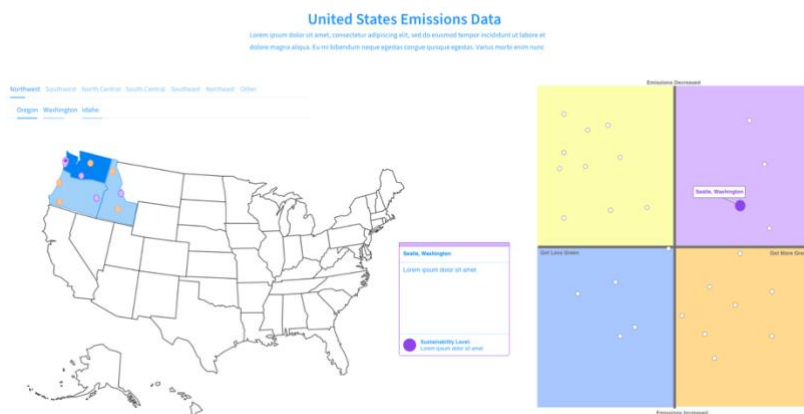 United States Emissions Data
Lorem ipsum dolor sit amet, consectetur adipiscing elit, sed do eiusmod tempor incididunt ut labore et
dolore magna aliqua. Eu mi bibendum neque egestas congue quisque egestas. Varius morbi enim nunc
Northwest Southwest North Central South Central Southeast Northeast Other
Oregon Washington Idaho
Emissions Decreased
Seatle, Washington
Got Less Green
Got More Gre
Seatle, Washington
Lorem ipsum dolor sit amet
Sustainability Level
Lorem ipsum dolor sit amet
Emissions Increased